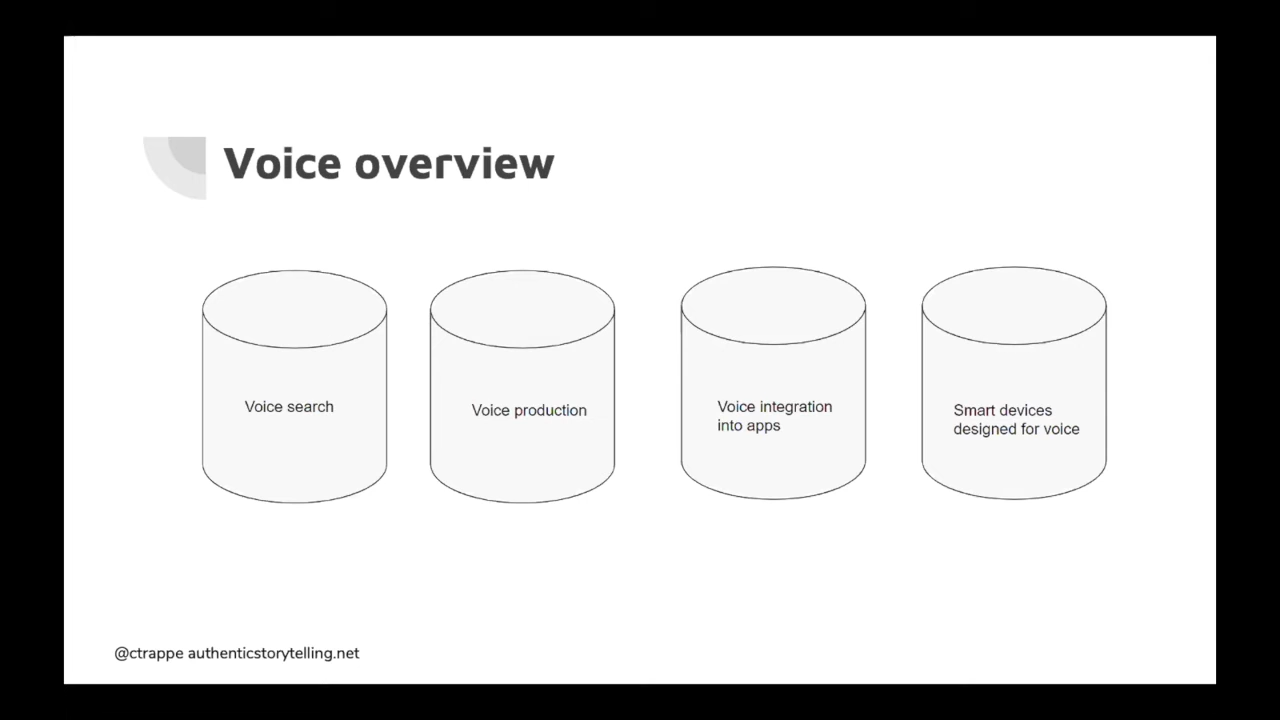 Voice overview
Voice search
Voice production
Voice integration
into apps
Smart devices
designed for voice
@ctrappe authenticstorytelling.net